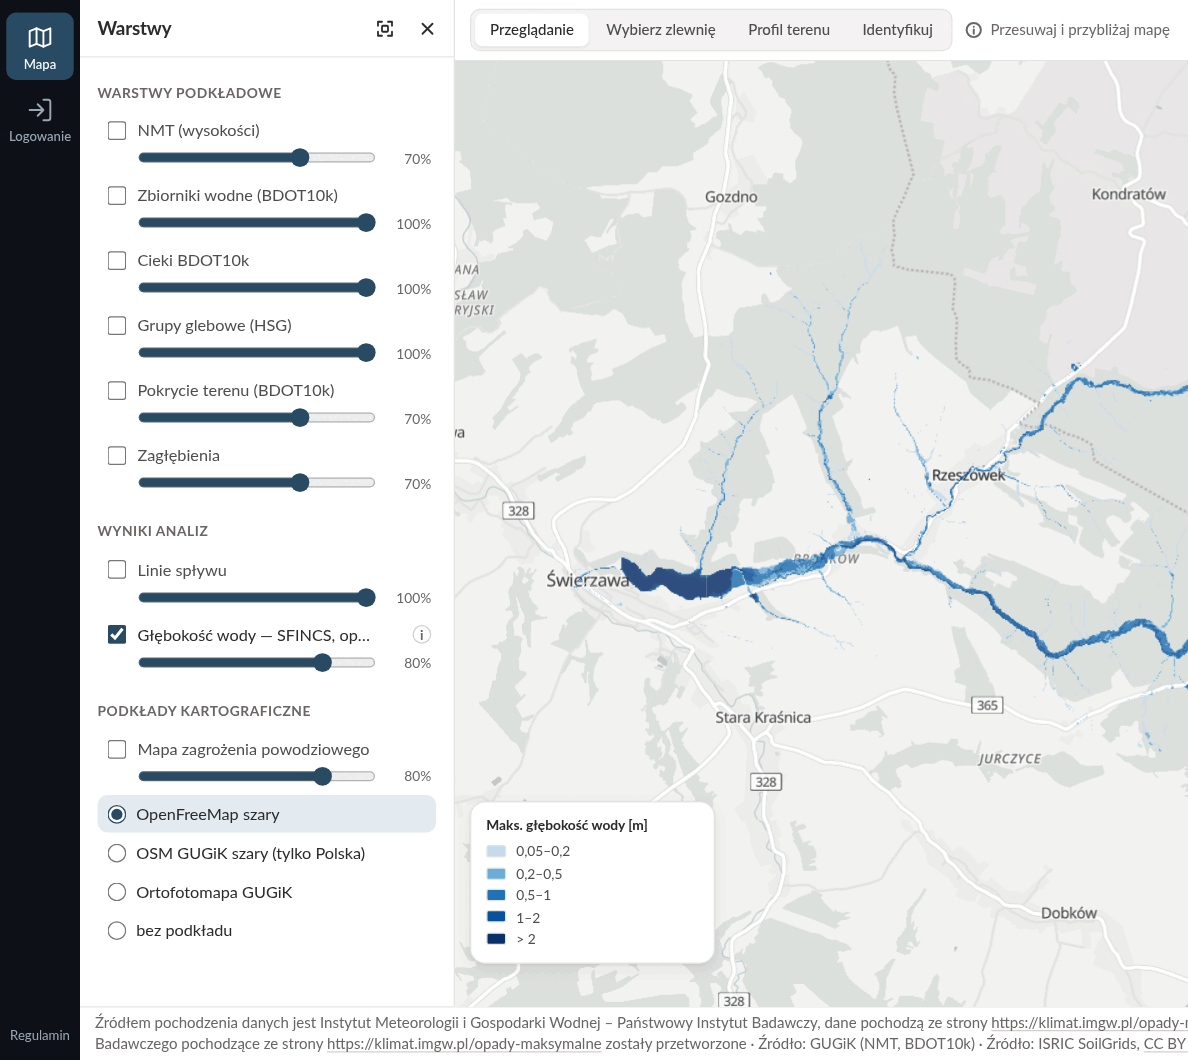 Mapa
Logowanie
Regulamin
Warstwy
WARSTWY PODKŁADOWE
NMT (wysokości)
70%
Zbiorniki wodne (BDOT10k)
100%
Cieki BDOT10k
100%
Grupy glebowe (HSG)
100%
Pokrycie terenu (BDOT10k)
70%
Zagłębienia
70%
WYNIKI ANALIZ
Linie spływu
100%
Głębokość wody — SFINCS, op...
80%
PODKŁADY KARTOGRAFICZNE
Mapa zagrożenia powodziowego
80%
OpenFreeMap szary
OSM GUGiK szary (tylko Polska)
Ortofotomapa GUGiK
bez podkładu
Przeglądanie Wybierz zlewnię Profil terenu Identyfikuj Przesuwaj i przybliżaj mapę
Gozdno
Kondratów
ANA
SŁAW
RYJSKI
wa
Rzeszówek
328
Świerzawa
Stara Kraśnica
365
JURCZYCE
328
Dobków
328
Maks. głębokość wody [m]
0,05–0,2
0,2–0,5
0,5–1
1–2
> 2
Źródłem pochodzenia danych jest Instytut Meteorologii i Gospodarki Wodnej – Państwowy Instytut Badawczy, dane pochodzą ze strony https://klimat.imgw.pl/opady-
Badawczego pochodzące ze strony https://klimat.imgw.pl/opady-maksymalne zostały przetworzone · Źródło: GUGiK (NMT, BDOT10k) · Źródło: ISRIC SoilGrids, CC BY